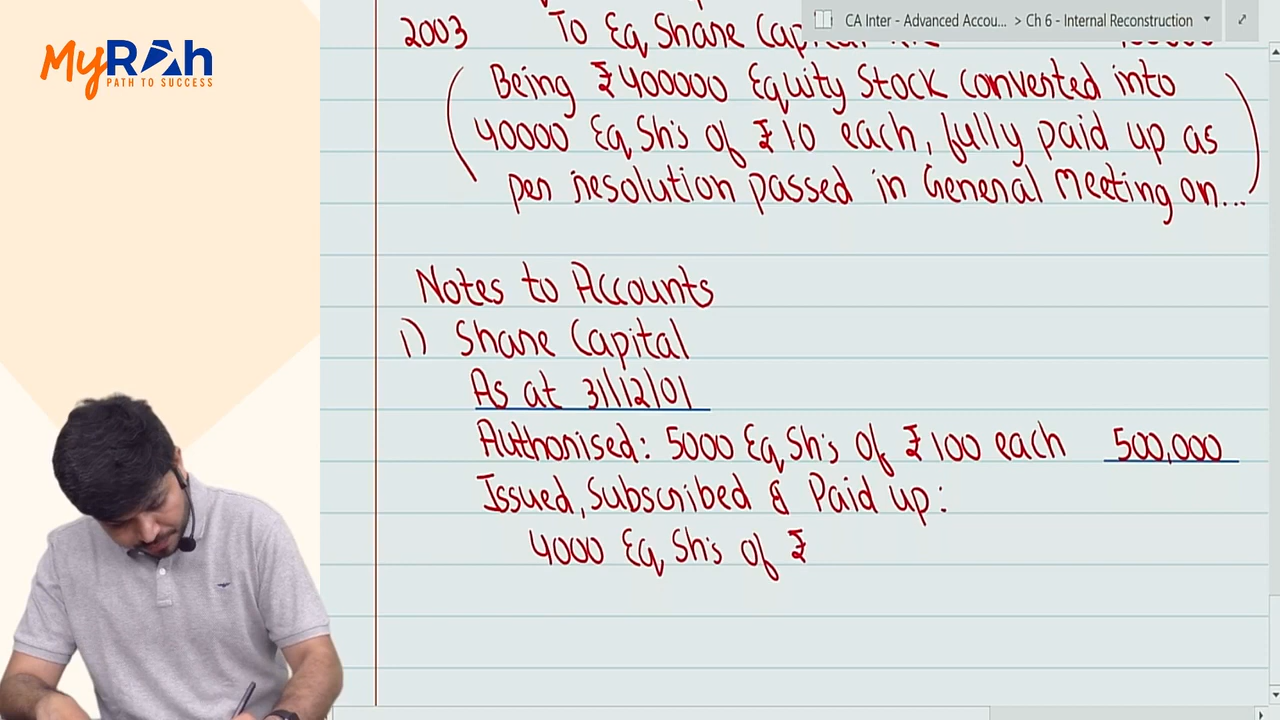 MyRAh
PATH TO SUCCESS
CA Inter - Advanced Accou... > Ch 6 - Internal Reconstruction
2003 To Eq Share
Being ₹400000 Equity Stock converted into
40000 Eq Sh's of ₹10 each, fully paid up as
per resolution passed in General Meeting on...
Notes to Accounts
1) Share Capital
As at 31/12/01
Authorised: 5000 Eq Sh's of ₹100 each 500,000
Issued, Subscribed & Paid up:
4000 Eq Sh's of ₹